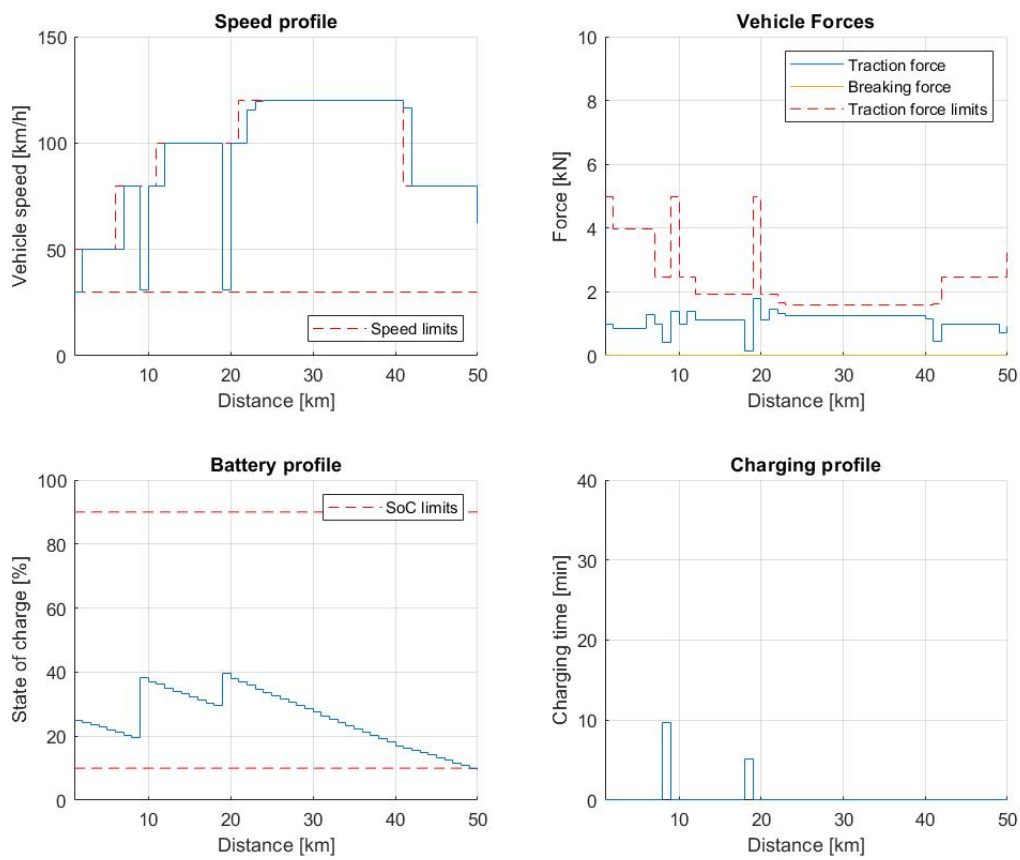 Speed profile
150
100
50
0
Vehicle speed [km/h]
10
20
30
40
50
Distance [km]
Speed limits
Vehicle Forces
10
8
6
4
2
0
Force [kN]
10
20
30
40
50
Distance [km]
Traction force
Breaking force
Traction force limits
Battery profile
100
80
60
40
20
0
State of charge [%]
10
20
30
40
50
Distance [km]
SoC limits
Charging profile
40
30
20
10
0
Charging time [min]
10
20
30
40
50
Distance [km]